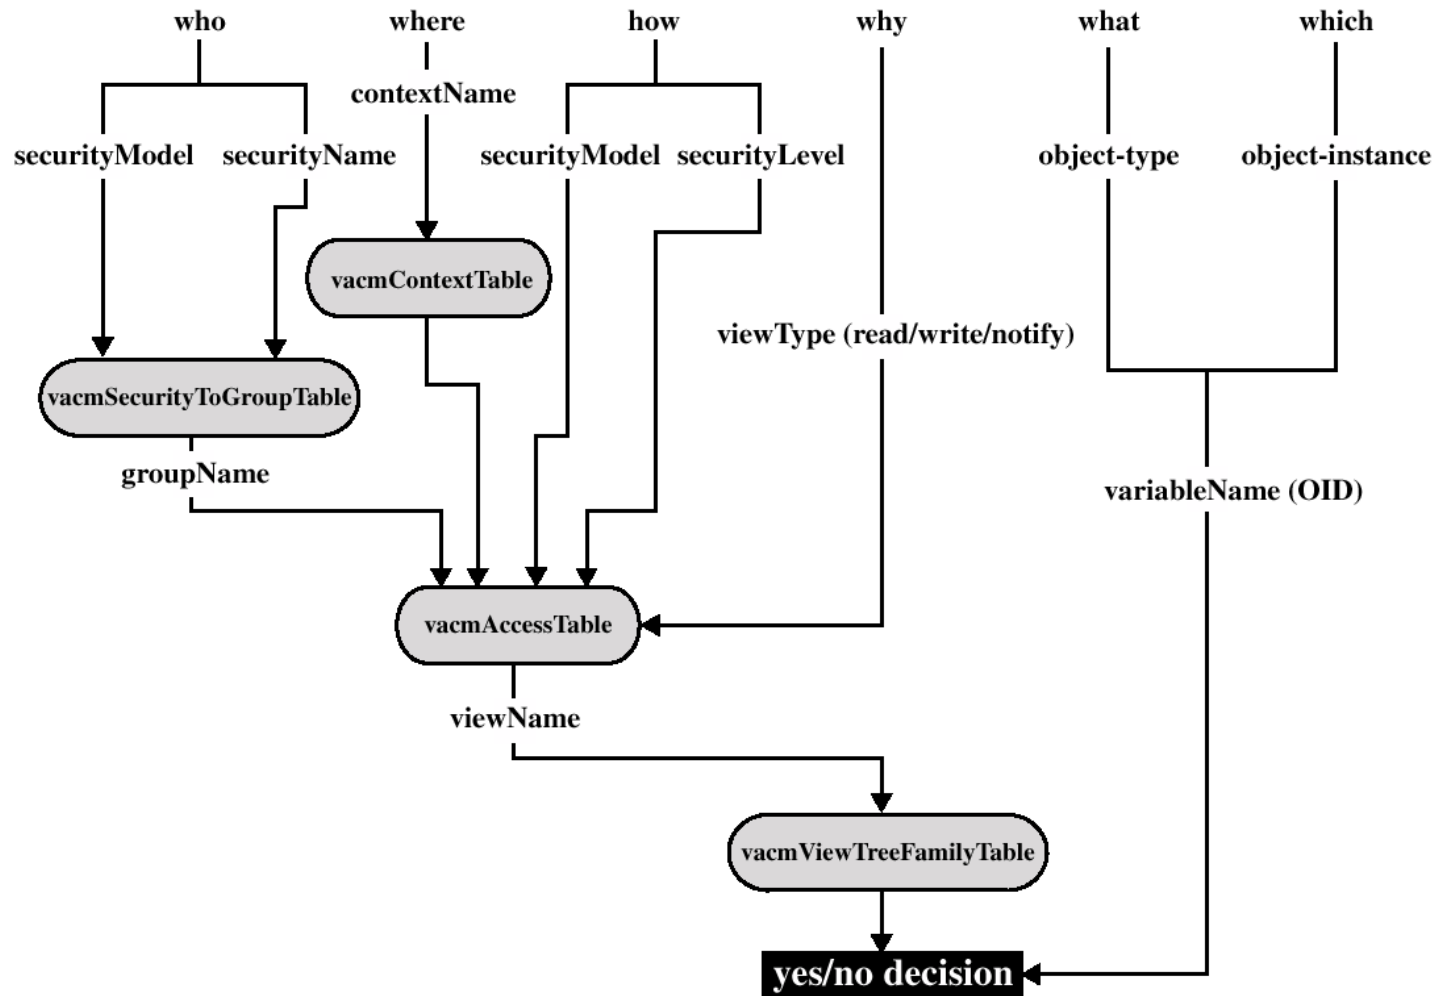 who where how why what which
contextName
securityModel securityName securityModel securityLevel object-type object-instance
vacmContextTable
viewType (read/write/notify)
vacmSecurityToGroupTable
groupName
variableName (OID)
vacmAccessTable
viewName
vacmViewTreeFamilyTable
yes/no decision